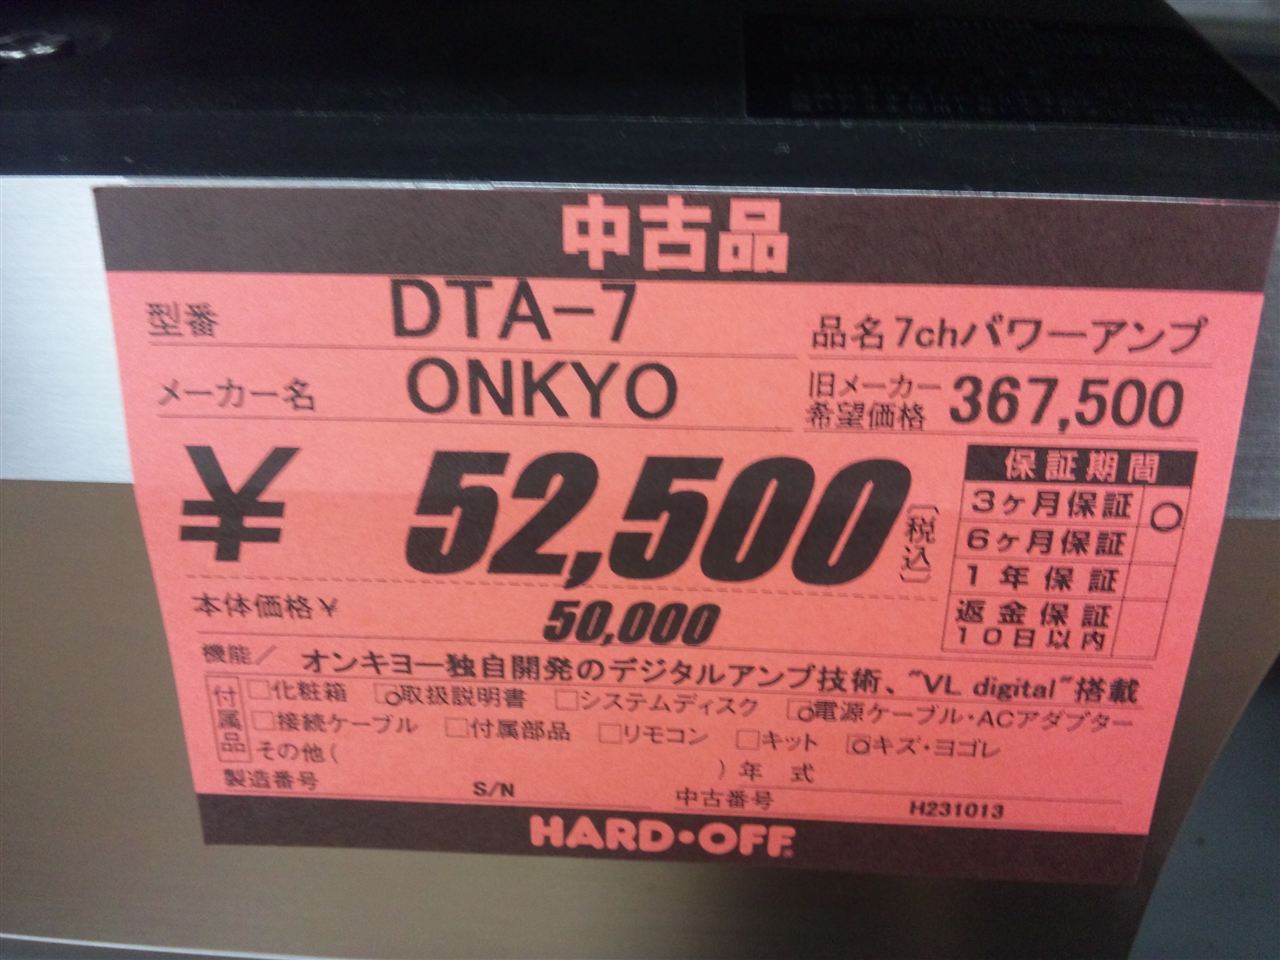 中古品
型番 DTA-7 品名 7chパワーアンプ
メーカー名 ONKYO 旧メーカー希望価格 367,500
¥ 52,500 [税込]
本体価格¥ 50,000
保証期間
3ヶ月保証 ○
6ヶ月保証
1年保証
返金保証
10日以内
機能/ オンキヨー独自開発のデジタルアンプ技術、"VL digital"搭載
付属品 □化粧箱 ☐○取扱説明書 □システムディスク ☐○電源ケーブル・ACアダプター
□接続ケーブル □付属部品 □リモコン □キット ☐○キズ・ヨゴレ
その他( )年式
製造番号 S/N 中古番号 H231013
HARD・OFF